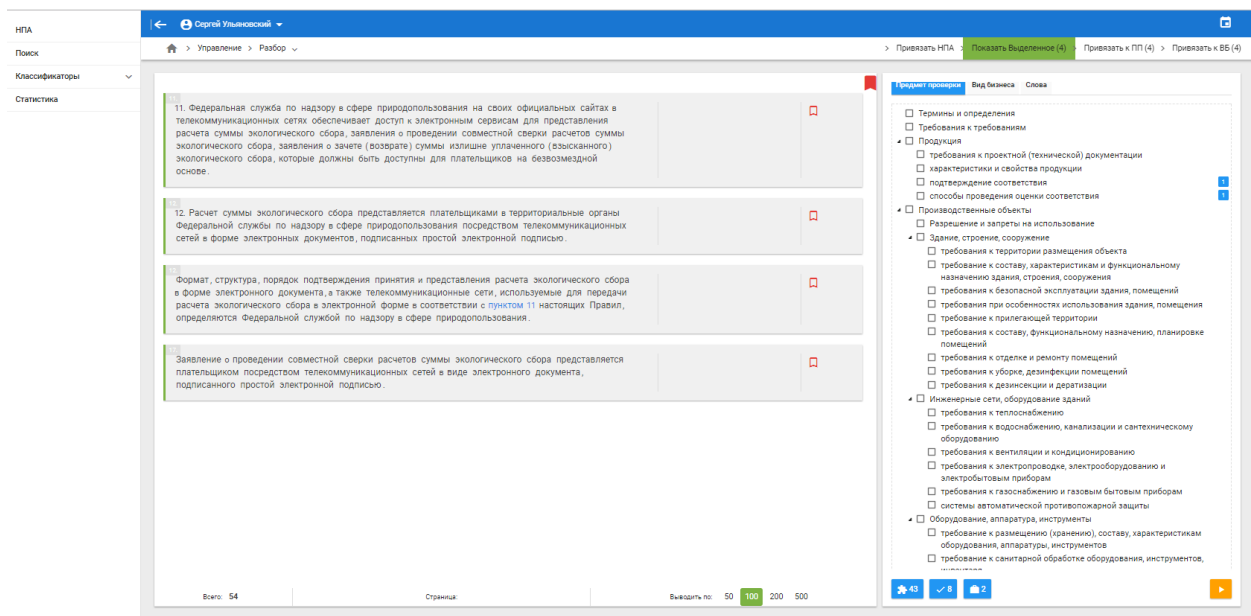 НПА
Поиск
Классификаторы
Статистика
Сергей Ульяновский
> Управление > Разбор
> Привязать НПА > Показать Выделенное (4) Привязать к ПП (4) > Привязать к ВБ (4)
11
11. Федеральная служба по надзору в сфере природопользования на своих официальных сайтах в
телекоммуникационных сетях обеспечивает доступ к электронным сервисам для представления
расчета суммы экологического сбора, заявления о проведении совместной сверки расчетов суммы
экологического сбора, заявления о зачете (возврате) суммы излишне уплаченного (взысканного)
экологического сбора, которые должны быть доступны для плательщиков на безвозмездной
основе.
12. Расчет суммы экологического сбора представляется плательщиками в территориальные органы
Федеральной службы по надзору в сфере природопользования посредством телекоммуникационных
сетей в форме электронных документов, подписанных простой электронной подписью.
Формат, структура, порядок подтверждения принятия и представления расчета экологического сбора
в форме электронного документа, а также телекоммуникационные сети, используемые для передачи
расчета экологического сбора в электронной форме в соответствии с пунктом 11 настоящих Правил,
определяются Федеральной службой по надзору в сфере природопользования.
Заявление о проведении совместной сверки расчетов суммы экологического сбора представляется
плательщиком посредством телекоммуникационных сетей в виде электронного документа,
подписанного простой электронной подписью.
Всего: 54
Страница:
Выводить по: 50 100 200 500
Предмет проверки Вид бизнеса Слова
Термины и определения
Требования к требованиям
Продукция
требования к проектной (технической) документации
характеристики и свойства продукции
подтверждение соответствия 1
способы проведения оценки соответствия 1
Производственные объекты
Разрешение и запреты на использование
Здание, строение, сооружение
требования к территории размещения объекта
требование к составу, характеристикам и функциональному
назначению здания, строения, сооружения
требования к безопасной эксплуатации здания, помещений
требования при особенностях использования здания, помещения
требование к прилегающей территории
требования к составу, функциональному назначению, планировке
помещений
требования к отделке и ремонту помещений
требования к уборке, дезинфекции помещений
требования к дезинсекции и дератизации
Инженерные сети, оборудование зданий
требования к теплоснабжению
требования к водоснабжению, канализации и сантехническому
оборудованию
требования к вентиляции и кондиционированию
требования к электропроводке, электрооборудованию и
электробытовым приборам
требования к газоснабжению и газовым бытовым приборам
системы автоматической противопожарной защиты
Оборудование, аппаратура, инструменты
требование к размещению (хранению), составу, характеристикам
оборудования, аппаратуры, инструментов
требование к санитарной обработке оборудования, инструментов,
43 8 2